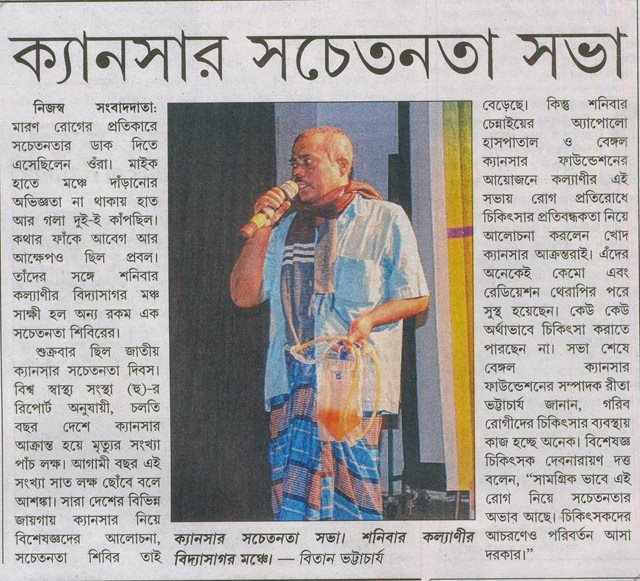 ক্যানসার সচেতনতা সভা
নিজস্ব সংবাদদাতা:
মারণ রোগের প্রতিকারে
সচেতনতার ডাক দিতে
এসেছিলেন ওঁরা। মাইক
হাতে মঞ্চে দাঁড়ানোর
অভিজ্ঞতা না থাকায় হাত
আর গলা দুই-ই কাঁপছিল।
কথার ফাঁকে আবেগ আর
আক্ষেপও ছিল প্রবল।
তাঁদের সঙ্গে শনিবার
কল্যাণীর বিদ্যাসাগর মঞ্চ
সাক্ষী হল অন্য রকম এক
সচেতনতা শিবিরের।
শুক্রবার ছিল জাতীয়
ক্যানসার সচেতনতা দিবস।
বিশ্ব স্বাস্থ্য সংস্থা (হু)-র
রিপোর্ট অনুযায়ী, চলতি
বছর দেশে ক্যানসার
আক্রান্ত হয়ে মৃত্যুর সংখ্যা
পাঁচ লক্ষ। আগামী বছর এই
সংখ্যা সাত লক্ষ ছোঁবে বলে
আশঙ্কা। সারা দেশের বিভিন্ন
জায়গায় ক্যানসার নিয়ে
বিশেষজ্ঞদের আলোচনা,
সচেতনতা শিবির তাই
ক্যানসার সচেতনতা সভা। শনিবার কল্যাণীর
বিদ্যাসাগর মঞ্চে। — বিতান ভট্টাচার্য
বেড়েছে। কিন্তু শনিবার
চেন্নাইয়ের অ্যাপোলো
হাসপাতাল ও বেঙ্গল
ক্যানসার ফাউন্ডেশনের
আয়োজনে কল্যাণীর এই
সভায় রোগ প্রতিরোধে
চিকিৎসার প্রতিবন্ধকতা নিয়ে
আলোচনা করলেন খোদ
ক্যানসার আক্রান্তরাই। এঁদের
অনেকেই কেমো এবং
রেডিয়েশন থেরাপির পরে
সুস্থ হয়েছেন। কেউ কেউ
অর্থাভাবে চিকিৎসা করাতে
পারছেন না। সভা শেষে
বেঙ্গল ক্যানসার
ফাউন্ডেশনের সম্পাদক রীতা
ভট্টাচার্য জানান, গরিব
রোগীদের চিকিৎসার ব্যবস্থায়
কাজ হচ্ছে অনেক। বিশেষজ্ঞ
চিকিৎসক দেবনারায়ণ দত্ত
বলেন, “সামগ্রিক ভাবে এই
রোগ নিয়ে সচেতনতার
অভাব আছে। চিকিৎসকদের
আচরণেও পরিবর্তন আসা
দরকার।”